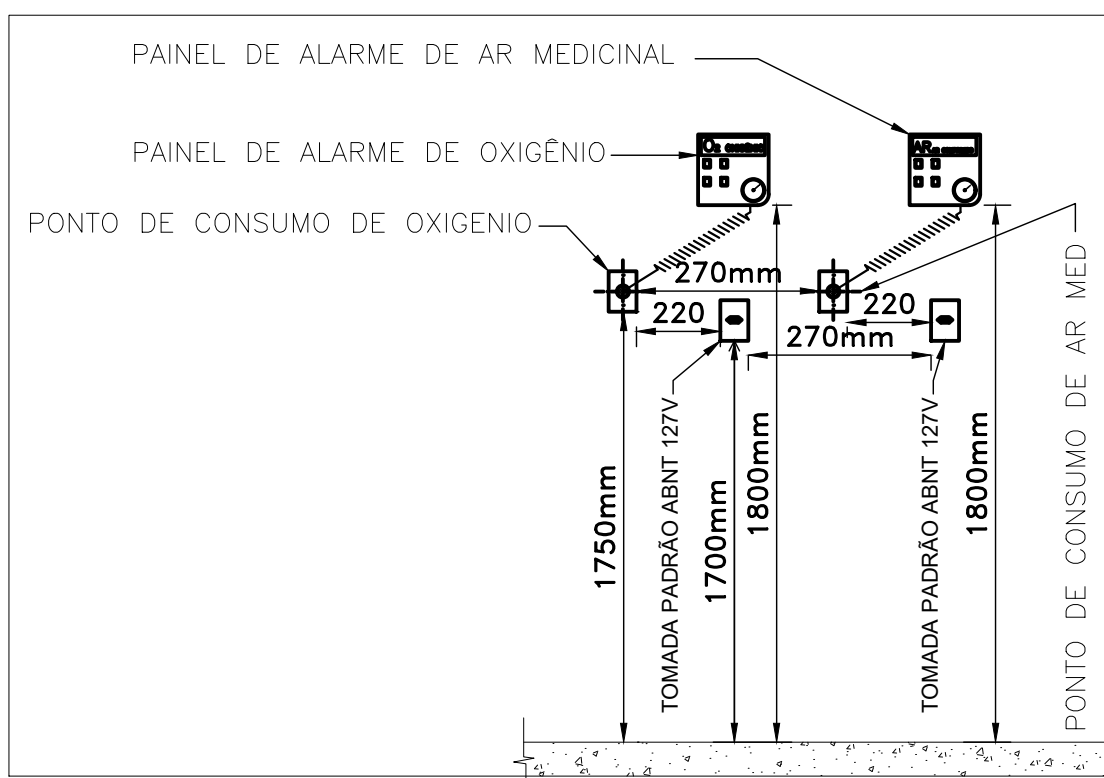 PAINEL DE ALARME DE AR MEDICINAL
PAINEL DE ALARME DE OXIGÊNIO
O2
AR
PONTO DE CONSUMO DE OXIGENIO
270mm
220
220
270mm
1750mm
TOMADA PADRÃO ABNT 127V
1700mm
1800mm
TOMADA PADRÃO ABNT 127V
1800mm
PONTO DE CONSUMO DE AR MED